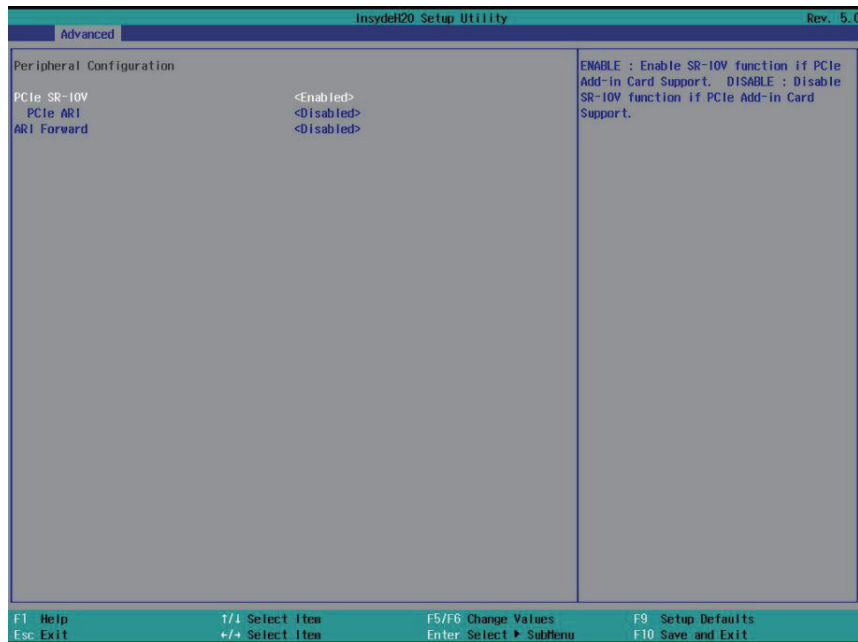 InsydeH20 Setup Utility Rev. 5.0
Advanced
Peripheral Configuration
PCIe SR-IOV <Enabled>
PCIe ARI <Disabled>
ARI Forward <Disabled>
ENABLE : Enable SR-IOV function if PCIe
Add-in Card Support. DISABLE : Disable
SR-IOV function if PCIe Add-in Card
Support.
F1 Help ↑/↓ Select Item F5/F6 Change Values F9 Setup Defaults
Esc Exit ←/→ Select Item Enter Select ▶ SubMenu F10 Save and Exit